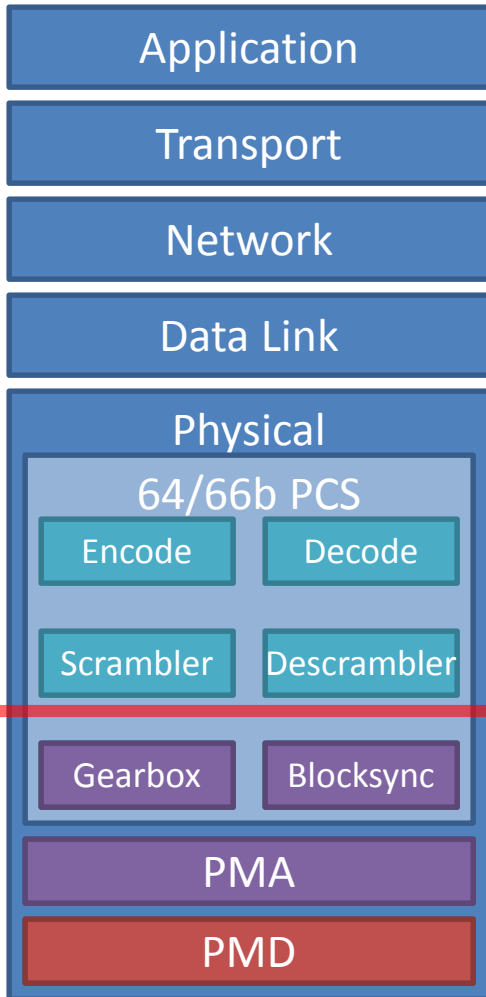 Application
Transport
Network
Data Link
Physical
64/66b PCS
Encode Decode
Scrambler Descrambler
Gearbox Blocksync
PMA
PMD